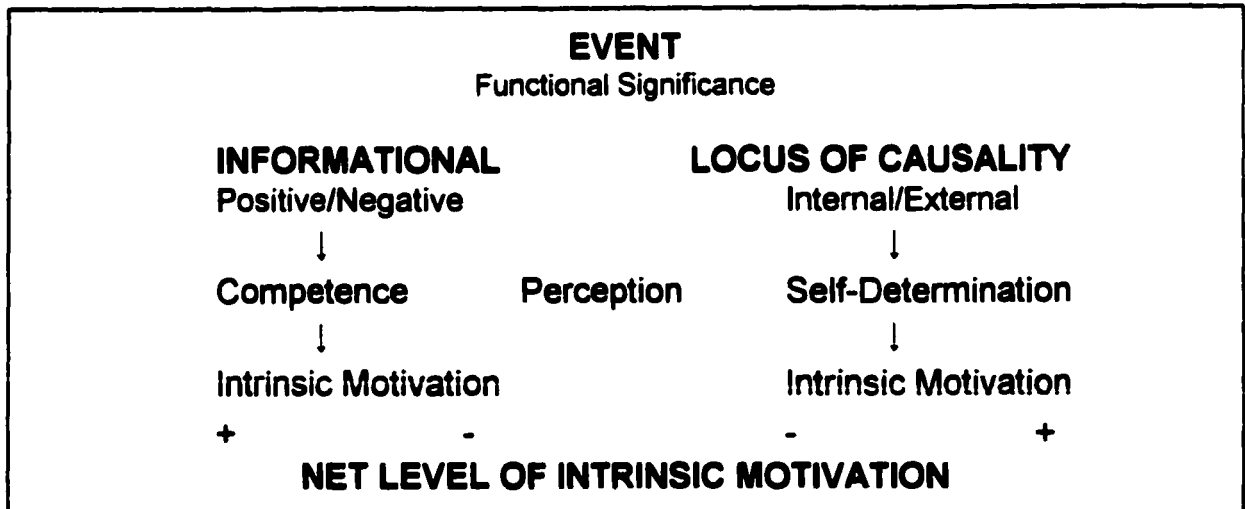 EVENT
Functional Significance
INFORMATIONAL LOCUS OF CAUSALITY
Positive/Negative Internal/External
↓ ↓
Competence Perception Self-Determination
↓ ↓
Intrinsic Motivation Intrinsic Motivation
+ - - +
NET LEVEL OF INTRINSIC MOTIVATION